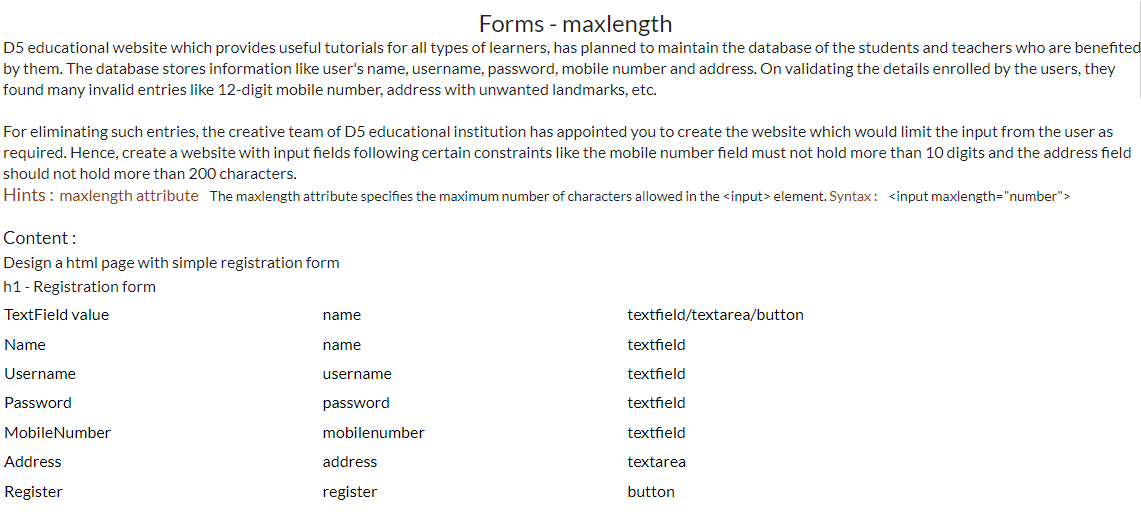 Forms - maxlength
D5 educational website which provides useful tutorials for all types of learners, has planned to maintain the database of the students and teachers who are benefited
by them. The database stores information like user's name, username, password, mobile number and address. On validating the details enrolled by the users, they
found many invalid entries like 12-digit mobile number, address with unwanted landmarks, etc.
For eliminating such entries, the creative team of D5 educational institution has appointed you to create the website which would limit the input from the user as
required. Hence, create a website with input fields following certain constraints like the mobile number field must not hold more than 10 digits and the address field
should not hold more than 200 characters.
Hints : maxlength attribute The maxlength attribute specifies the maximum number of characters allowed in the <input> element. Syntax : <input maxlength="number">
Content :
Design a html page with simple registration form
h1 - Registration form
TextField value name textfield/textarea/button
Name name textfield
Username username textfield
Password password textfield
MobileNumber mobilenumber textfield
Address address textarea
Register register button